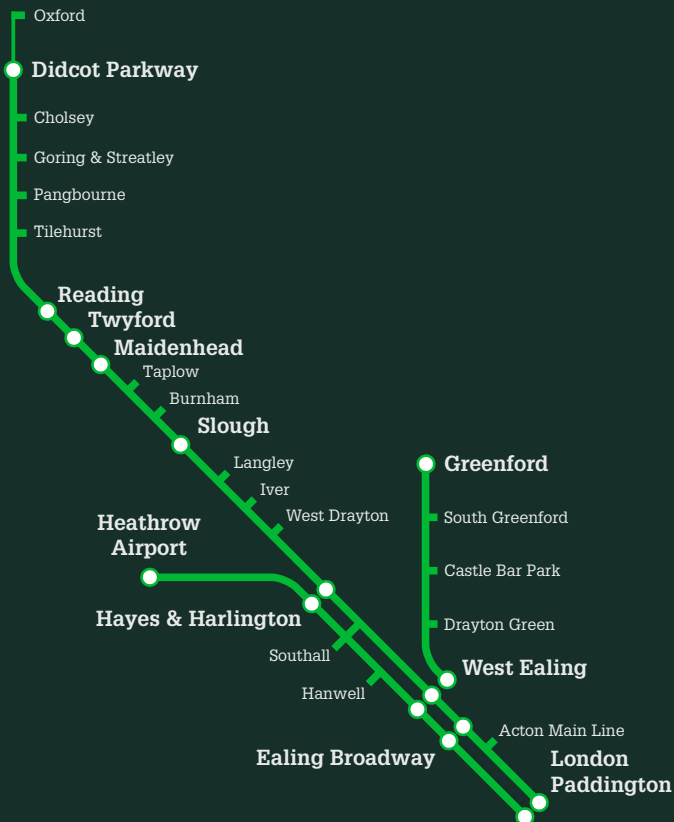 Oxford
Didcot Parkway
Cholsey
Goring & Streatley
Pangbourne
Tilehurst
Reading
Twyford
Maidenhead
Taplow
Burnham
Slough
Langley
Iver
West Drayton
Greenford
South Greenford
Castle Bar Park
Drayton Green
West Ealing
Heathrow
Airport
Hayes & Harlington
Southall
Hanwell
Ealing Broadway
Acton Main Line
London
Paddington